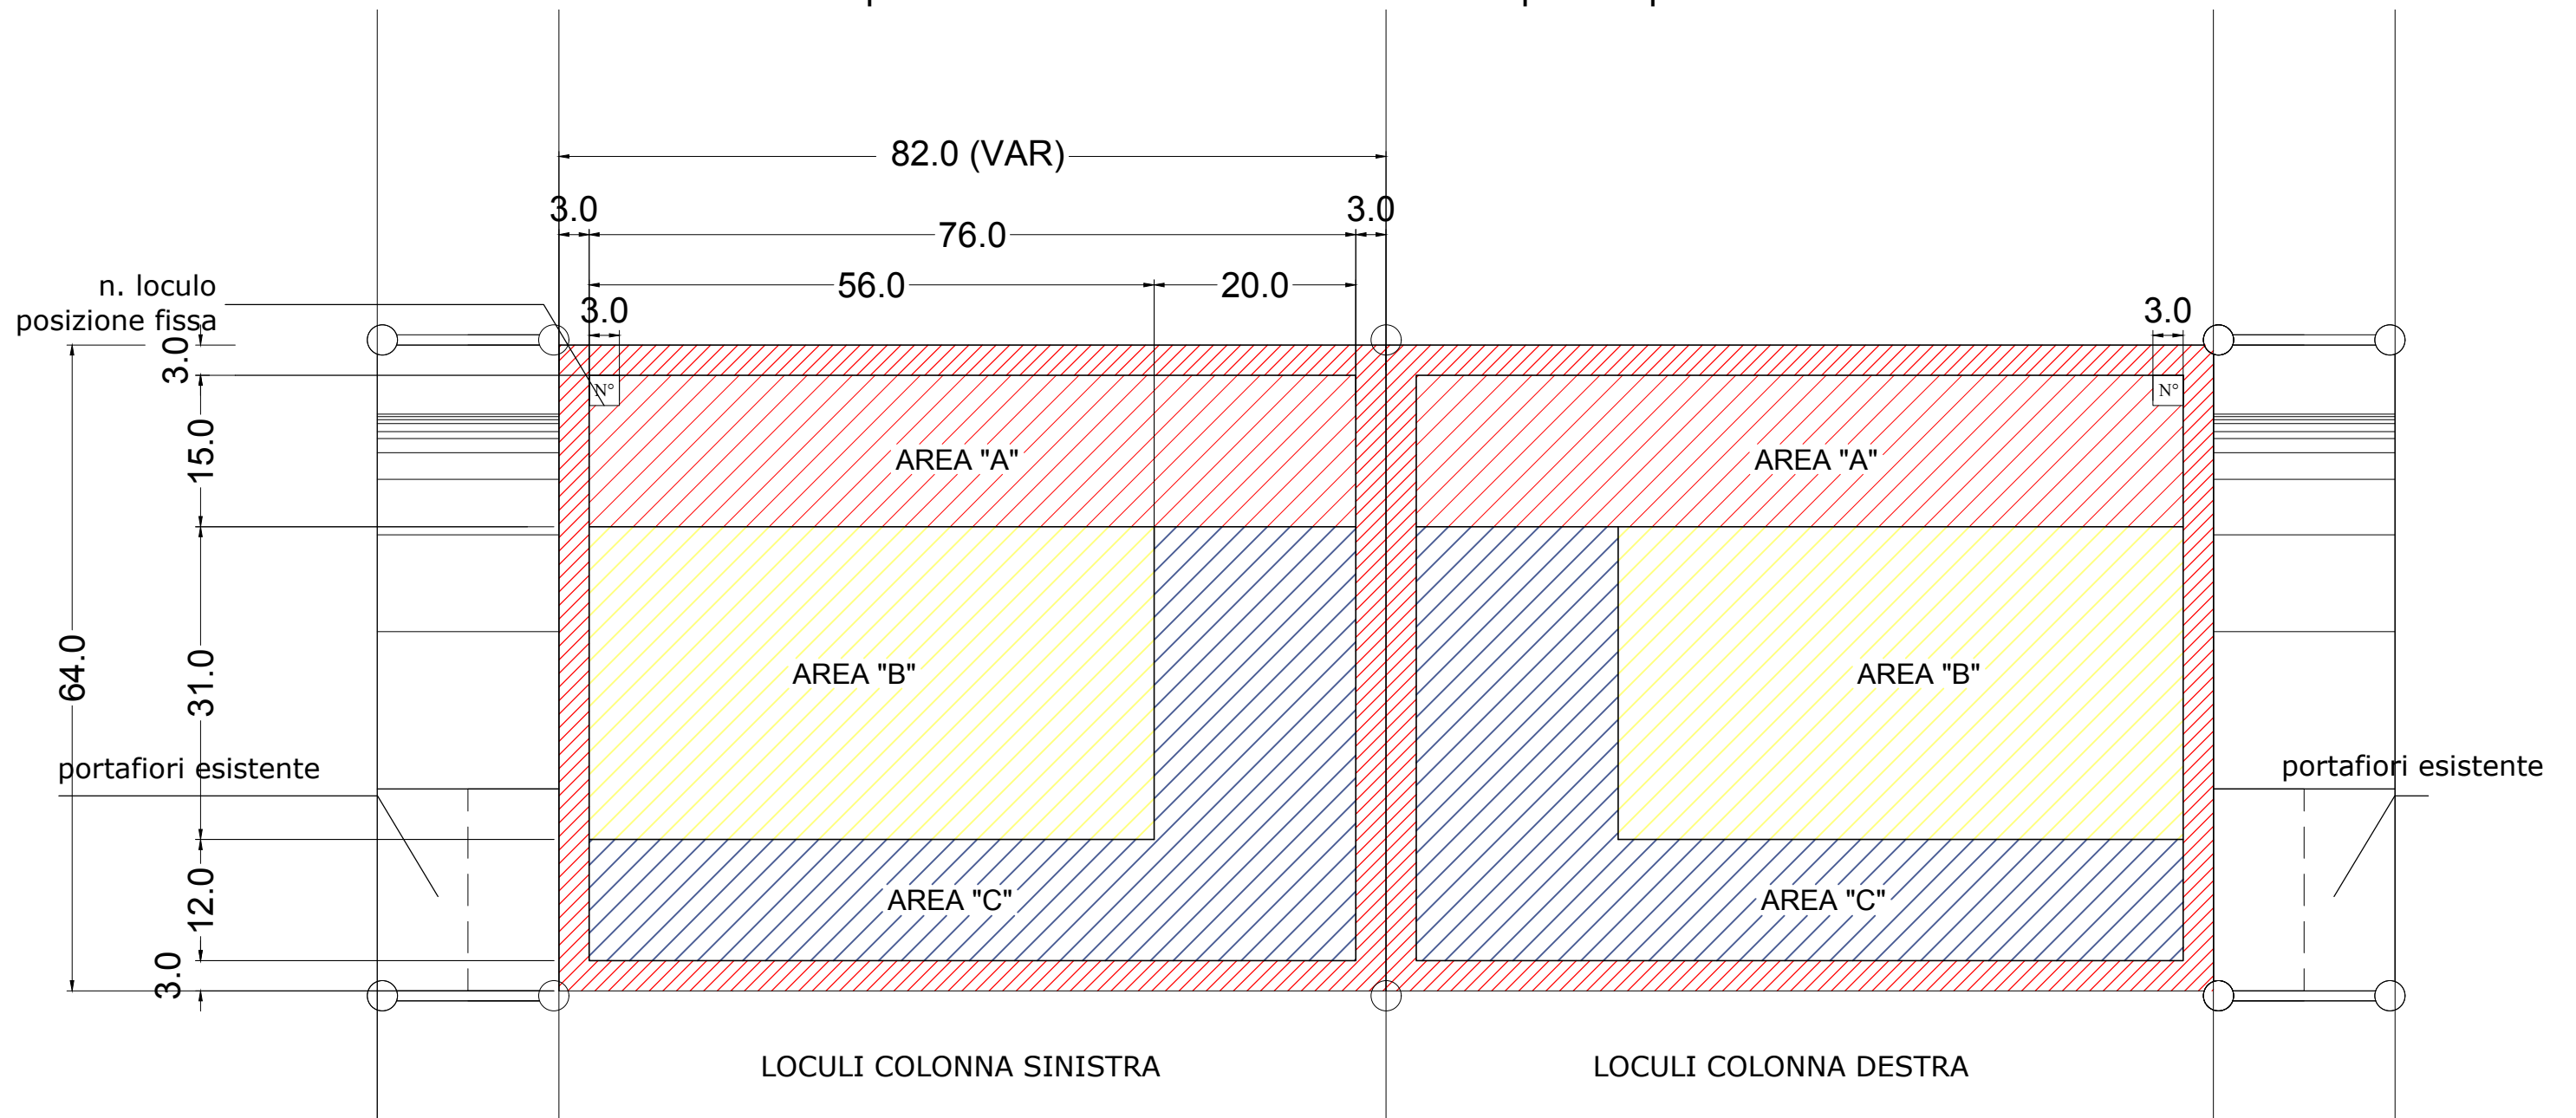 82.0 (VAR)
3.0
3.0
76.0
56.0
20.0
n. loculo
posizione fissa
3.0
3.0
3.0
N°
N°
15.0
AREA "A"
AREA "A"
31.0
64.0
AREA "B"
AREA "B"
portafiori esistente
portafiori esistente
12.0
AREA "C"
AREA "C"
3.0
LOCULI COLONNA SINISTRA
LOCULI COLONNA DESTRA